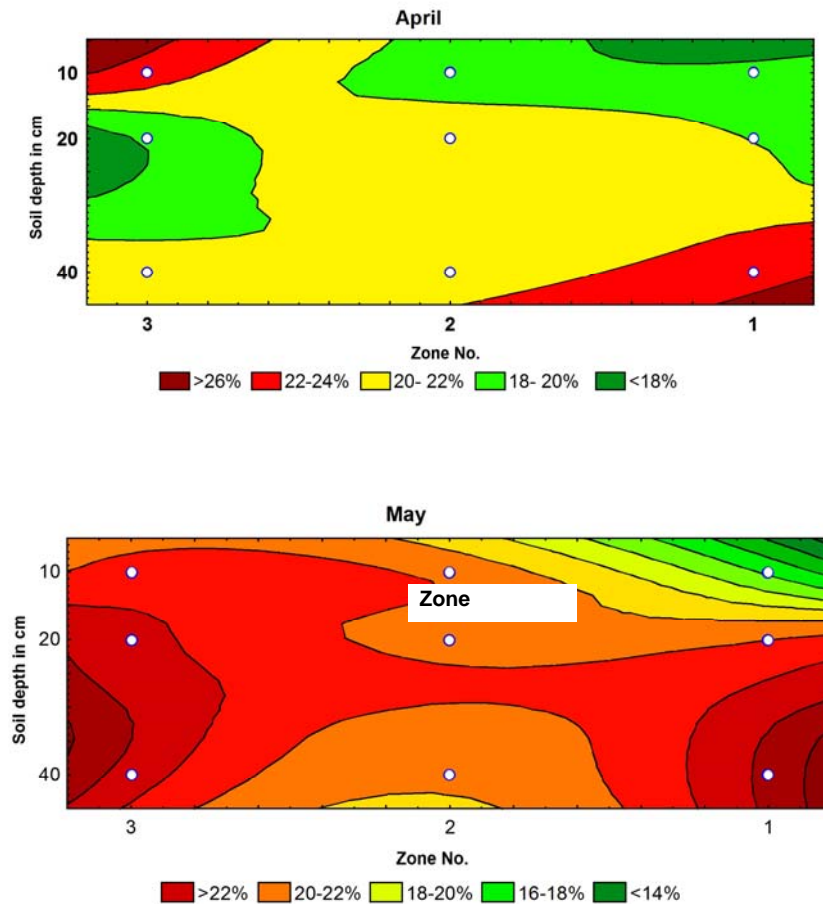 April
Soil depth in cm
10
20
40
3 2 1
Zone No.
>26% 22-24% 20- 22% 18- 20% <18%
May
Soil depth in cm
10
Zone
20
40
3 2 1
Zone No.
>22% 20-22% 18-20% 16-18% <14%